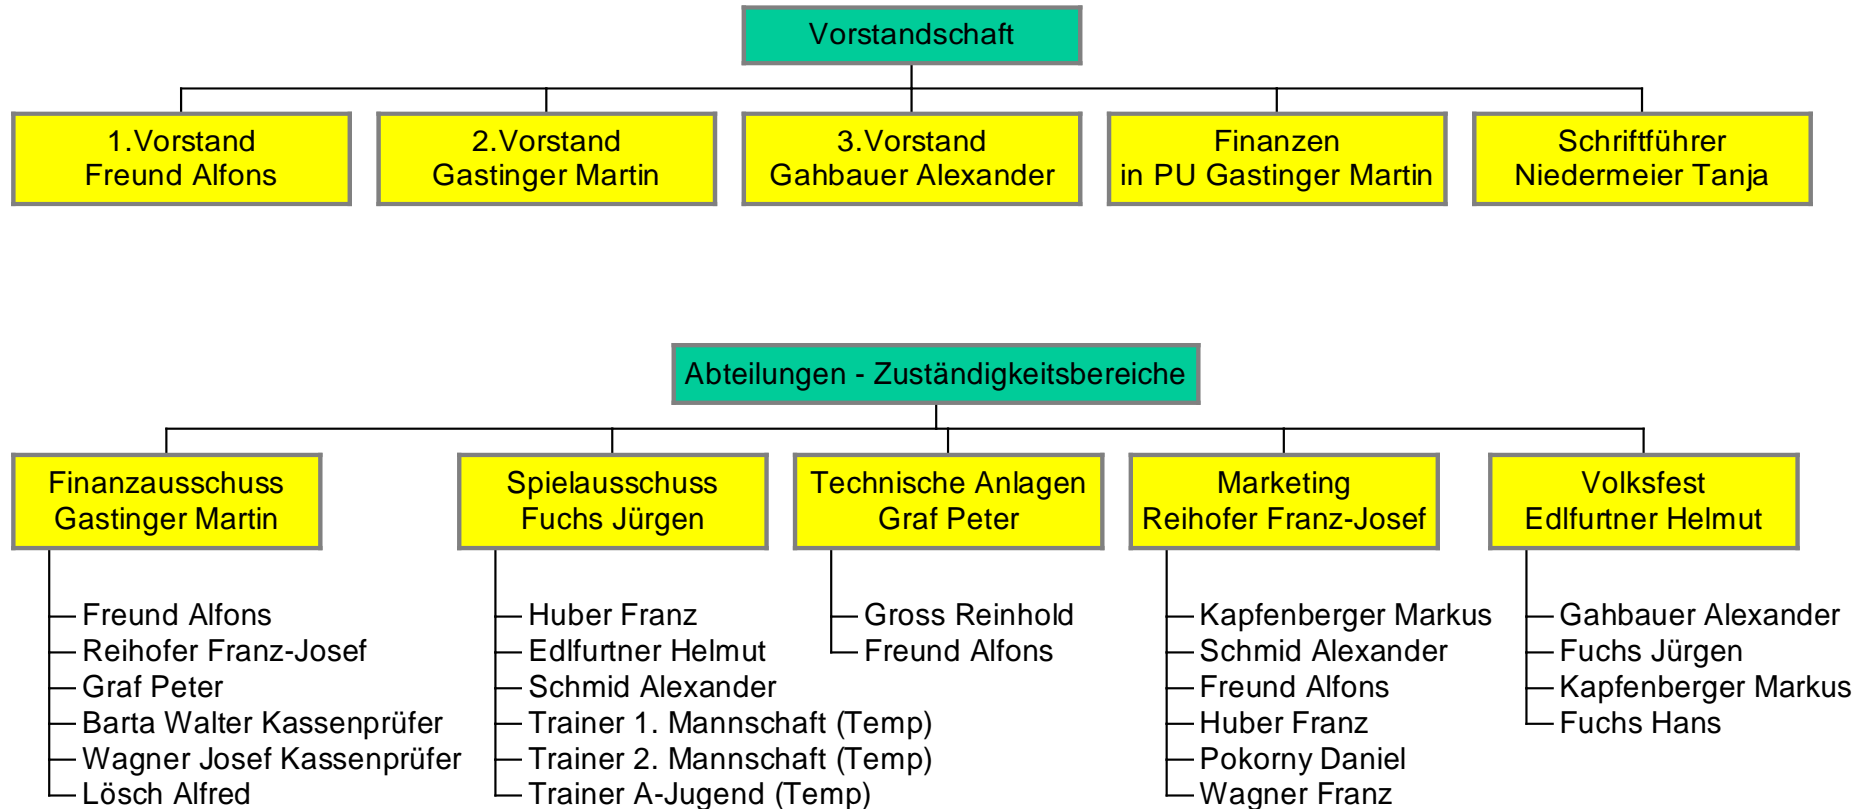 Vorstandschaft
1.Vorstand
Freund Alfons
2.Vorstand
Gastinger Martin
3.Vorstand
Gahbauer Alexander
Finanzen
in PU Gastinger Martin
Schriftführer
Niedermeier Tanja
Abteilungen - Zuständigkeitsbereiche
Finanzausschuss
Gastinger Martin
Freund Alfons
Reihofer Franz-Josef
Graf Peter
Barta Walter Kassenprüfer
Wagner Josef Kassenprüfer
Lösch Alfred
Spielausschuss
Fuchs Jürgen
Huber Franz
Edlfurtner Helmut
Schmid Alexander
Trainer 1. Mannschaft (Temp)
Trainer 2. Mannschaft (Temp)
Trainer A-Jugend (Temp)
Technische Anlagen
Graf Peter
Gross Reinhold
Freund Alfons
Marketing
Reihofer Franz-Josef
Kapfenberger Markus
Schmid Alexander
Freund Alfons
Huber Franz
Pokorny Daniel
Wagner Franz
Volksfest
Edlfurtner Helmut
Gahbauer Alexander
Fuchs Jürgen
Kapfenberger Markus
Fuchs Hans